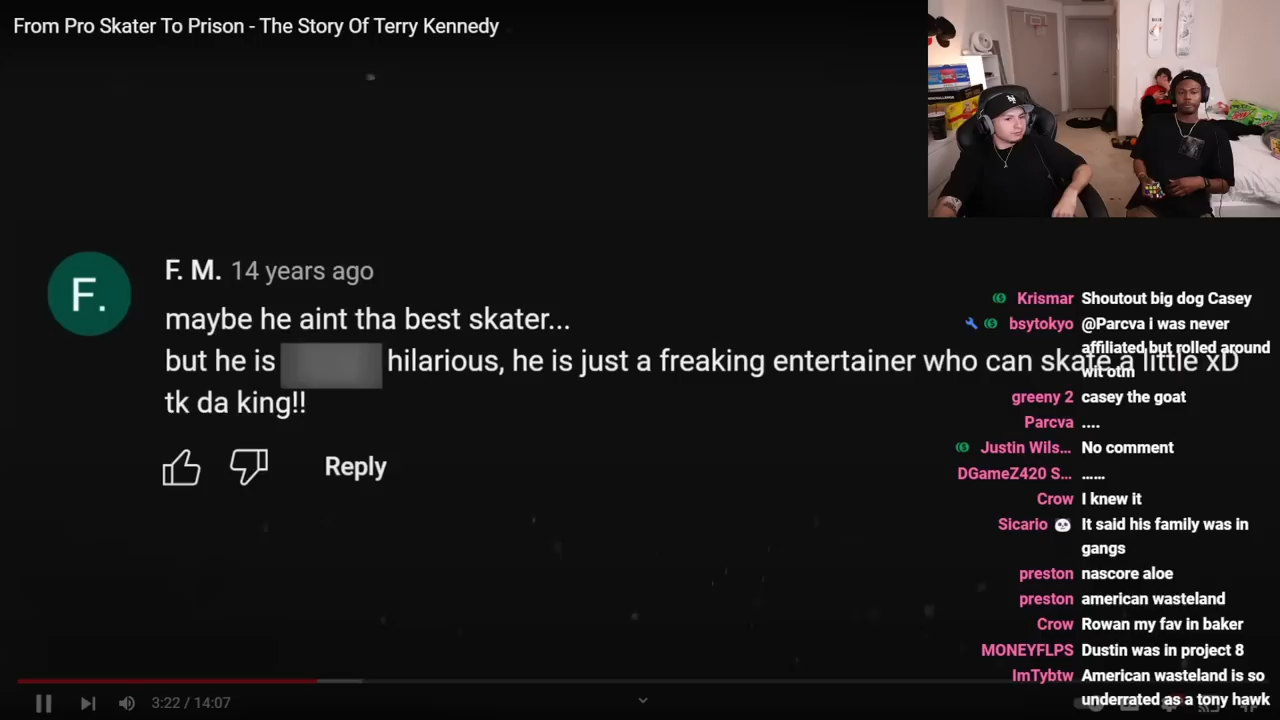 From Pro Skater To Prison - The Story Of Terry Kennedy
F. M. 14 years ago
maybe he aint tha best skater...
but he is hilarious, he is just a freaking entertainer who can skate a little xD
tk da king!!
Reply
Krismar Shoutout big dog Casey
bsytokyo @Parcva i was never
affiliated but rolled around
wit otm
greeny 2 casey the goat
Parcva ....
Justin Wils... No comment
DGameZ420 S... ......
Crow I knew it
Sicario It said his family was in
gangs
preston nascore aloe
preston american wasteland
Crow Rowan my fav in baker
MONEYFLPS Dustin was in project 8
ImTybtw American wasteland is so
underrated as a tony hawk
3:22 / 14:07